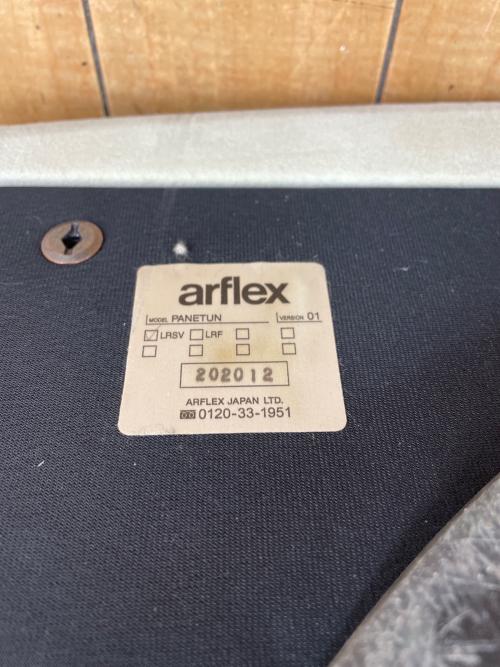 arflex
MODEL PANETUN VERSION 01
☑ LRSV ☐ LRF ☐ ☐
☐ ☐ ☐ ☐
202012
ARFLEX JAPAN LTD.
0120-33-1951